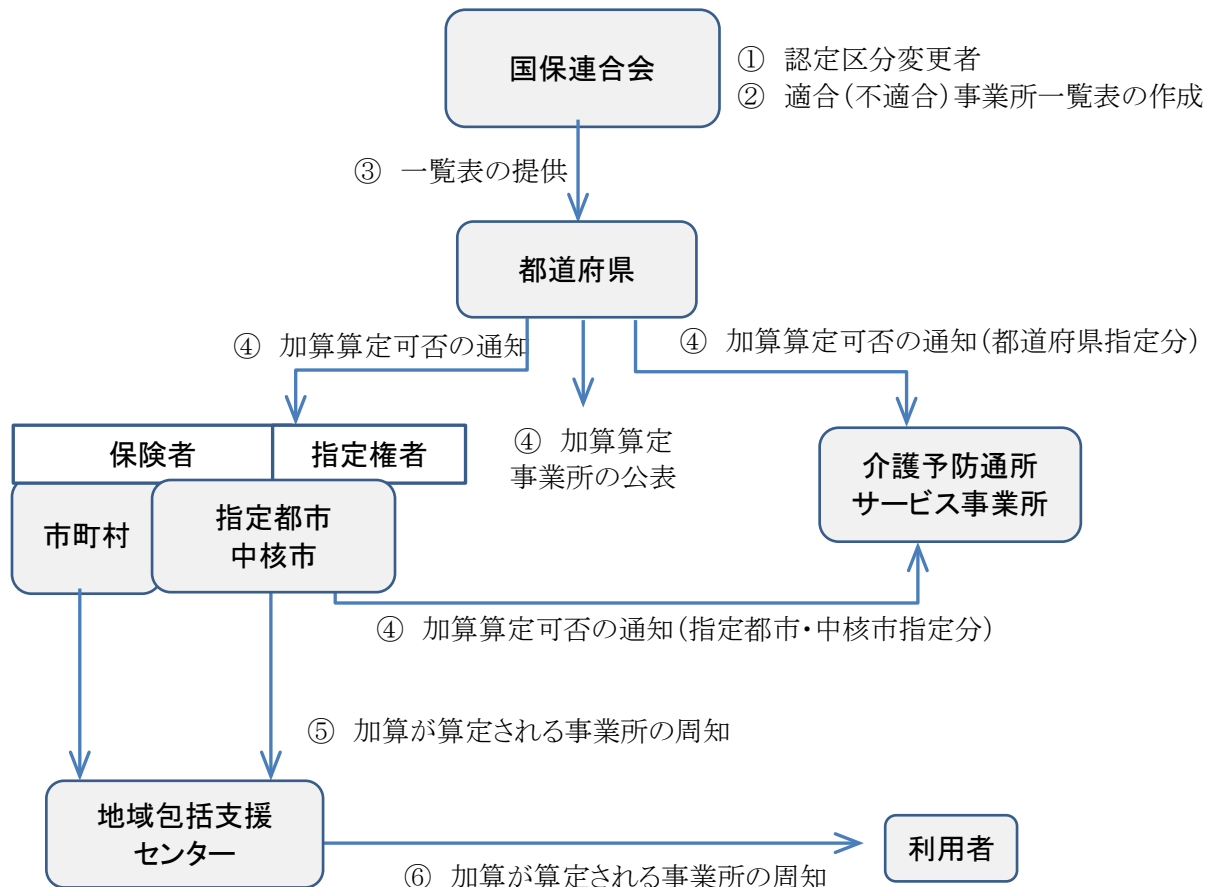 国保連合会
① 認定区分変更者
② 適合(不適合)事業所一覧表の作成
③ 一覧表の提供
都道府県
④ 加算算定可否の通知
④ 加算算定可否の通知(都道府県指定分)
保険者
指定権者
④ 加算算定
事業所の公表
介護予防通所
サービス事業所
市町村
指定都市
中核市
④ 加算算定可否の通知(指定都市・中核市指定分)
⑤ 加算が算定される事業所の周知
地域包括支援
センター
利用者
⑥ 加算が算定される事業所の周知